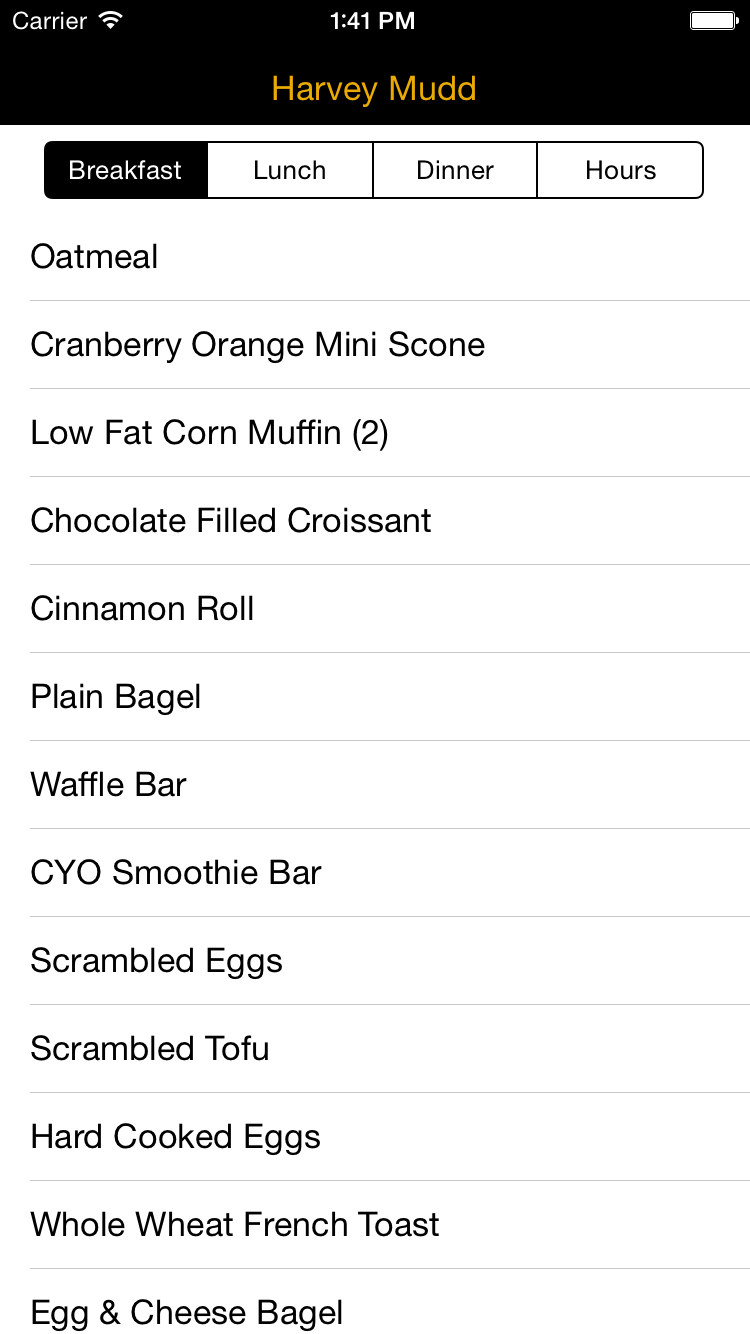 Carrier 1:41 PM
Harvey Mudd
Breakfast Lunch Dinner Hours
Oatmeal
Cranberry Orange Mini Scone
Low Fat Corn Muffin (2)
Chocolate Filled Croissant
Cinnamon Roll
Plain Bagel
Waffle Bar
CYO Smoothie Bar
Scrambled Eggs
Scrambled Tofu
Hard Cooked Eggs
Whole Wheat French Toast
Egg & Cheese Bagel